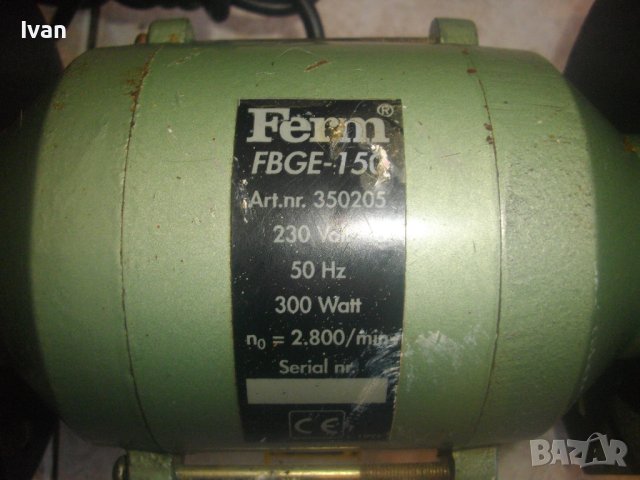 Ivan
Ferm®
FBGE-150
Art.nr. 350205
230 Volt
50 Hz
300 Watt
n₀ = 2.800/min
Serial nr.
CE
BAZAR